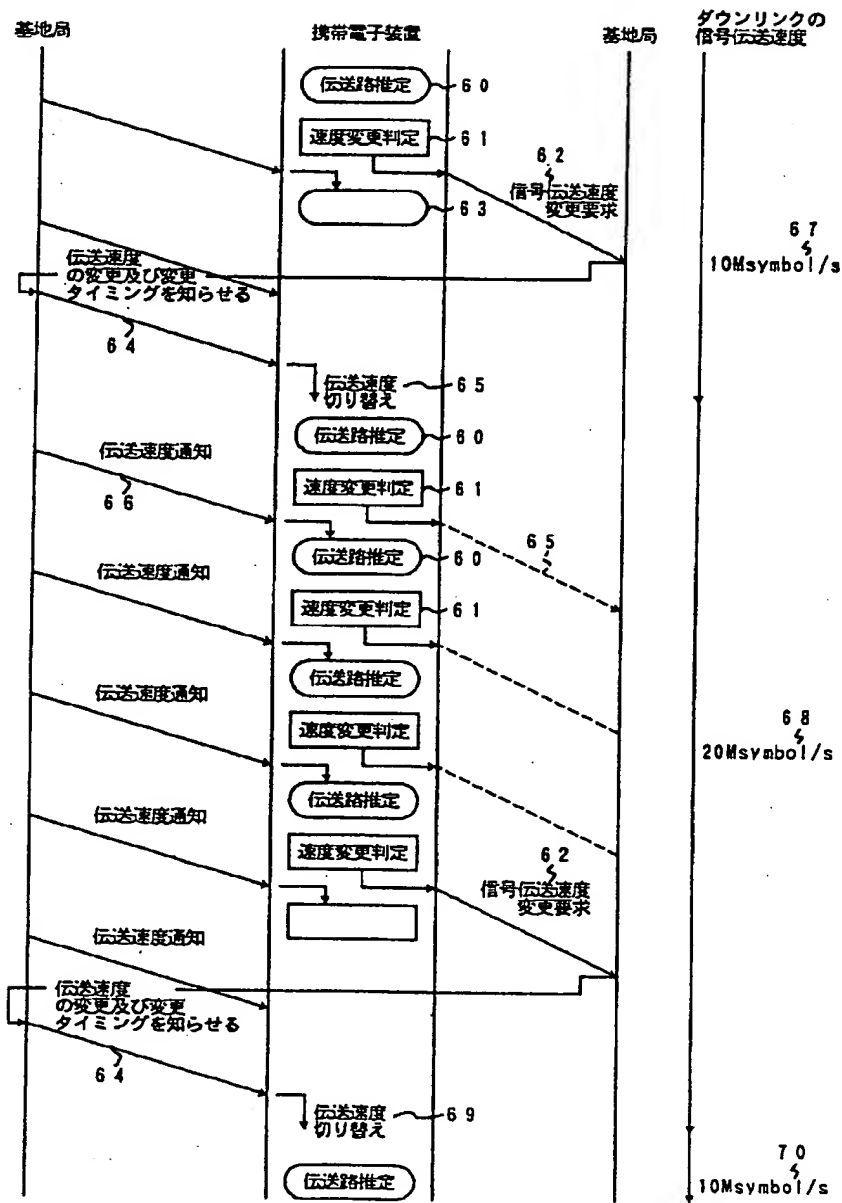 基地局
携帯電子装置
基地局
ダウンリンクの
信号伝送速度
伝送路推定
60
速度変更判定
61
62
信号伝送速度
変更要求
63
67
10Msymbol/s
伝送速度
の変更及び変更
タイミングを知らせる
64
伝送速度
切り替え
65
伝送路推定
60
伝送速度通知
66
速度変更判定
61
伝送路推定
60
65
伝送速度通知
速度変更判定
61
伝送路推定
伝送速度通知
速度変更判定
68
20Msymbol/s
伝送路推定
伝送速度通知
速度変更判定
62
信号伝送速度
変更要求
伝送速度通知
伝送速度
の変更及び変更
タイミングを知らせる
64
伝送速度
切り替え
69
伝送路推定
70
10Msymbol/s